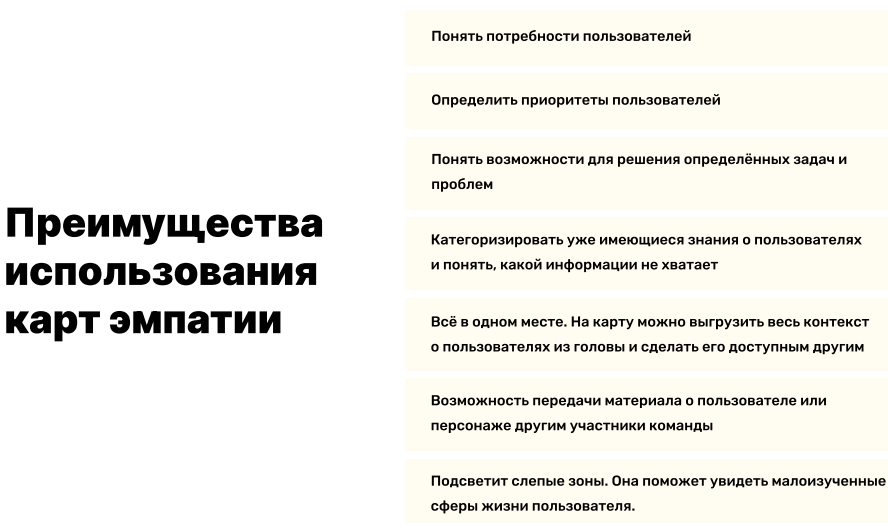 Преимущества
использования
карт эмпатии
Понять потребности пользователей
Определить приоритеты пользователей
Понять возможности для решения определённых задач и
проблем
Категоризировать уже имеющиеся знания о пользователях
и понять, какой информации не хватает
Всё в одном месте. На карту можно выгрузить весь контекст
о пользователях из головы и сделать его доступным другим
Возможность передачи материала о пользователе или
персонаже другим участники команды
Подсветит слепые зоны. Она поможет увидеть малоизученные
сферы жизни пользователя.